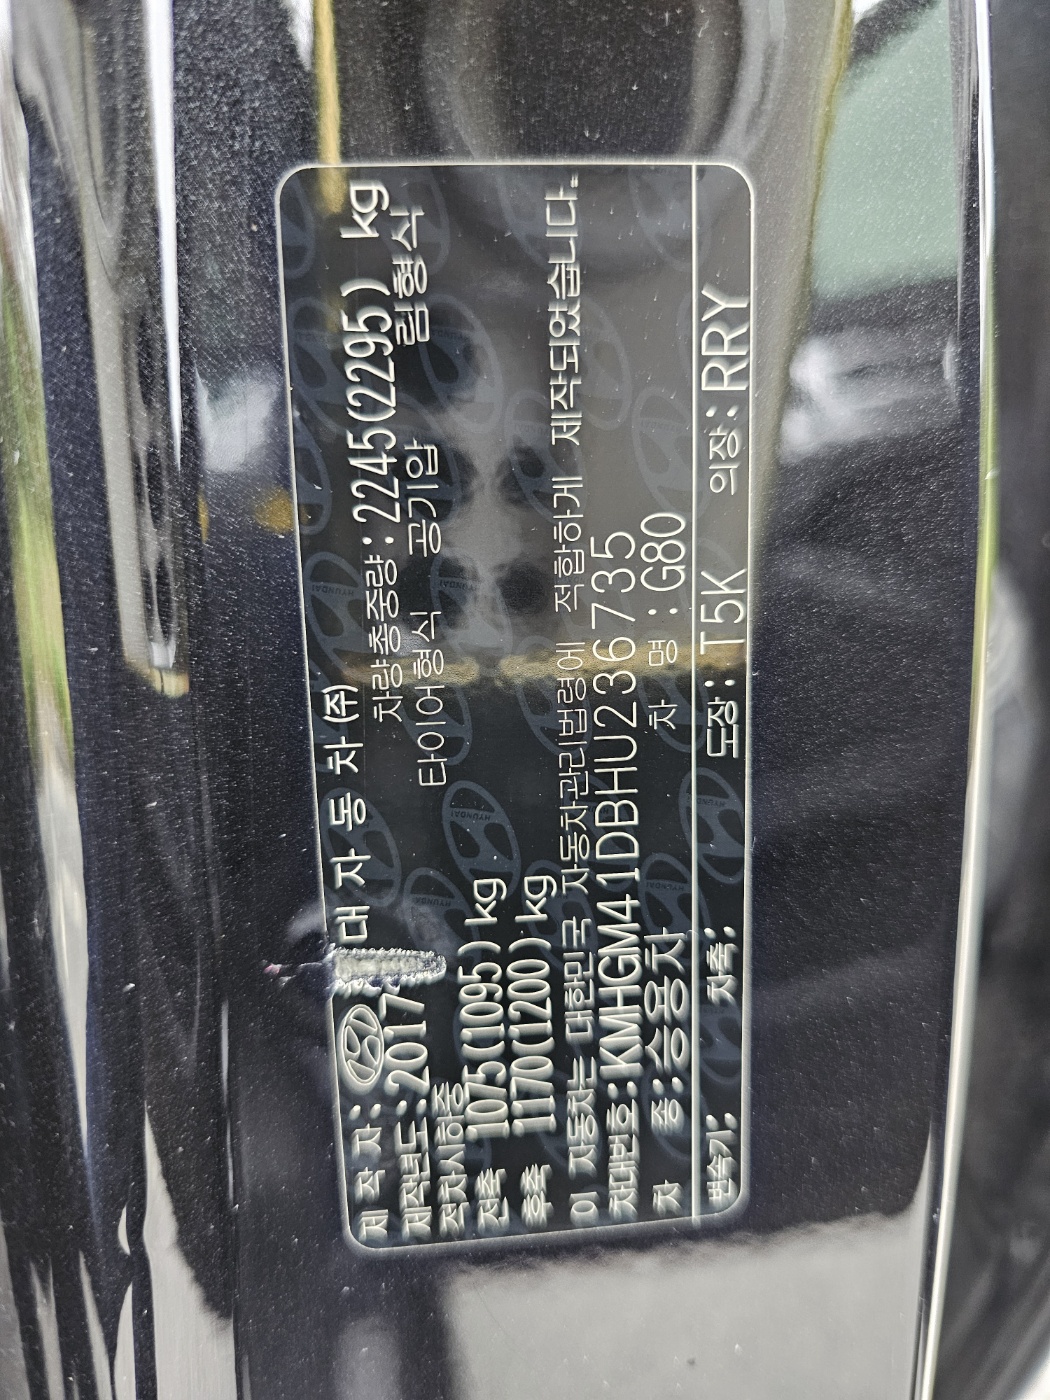 제 작 자 : 현 대 자 동 차 (주)
제작년도 : 2017 차량총중량 : 2245(2295) kg
적차시하중 타이어형식 공기압 림형식
전축 1075(1095) kg
후축 1170(1200) kg
이 자동차는 대한민국 자동차관리법령에 적합하게 제작되었습니다.
차대번호 : KMHGM41DBHU236735
차 종 : 승용차 차 명 : G80
변속기 : 차축 : 도장 : T5K 의장 : RRY